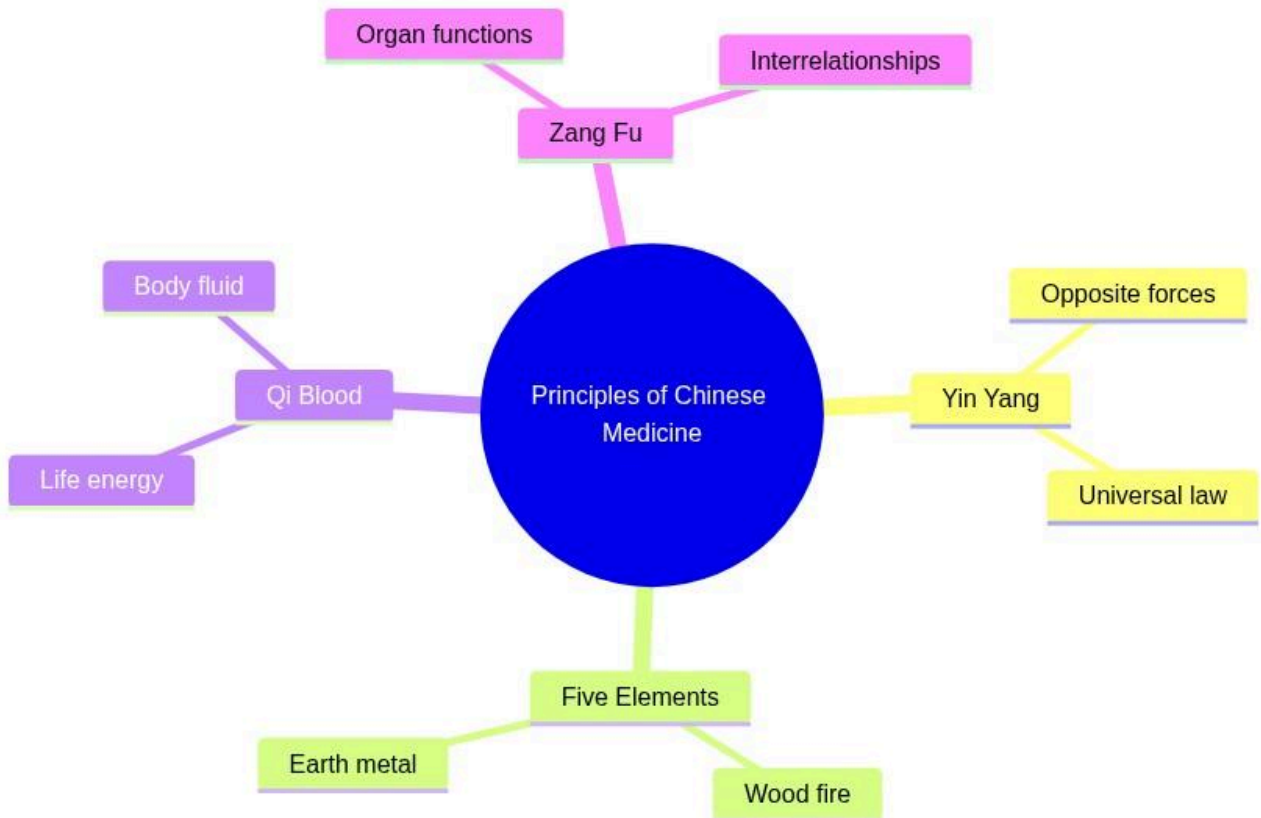 Organ functions
Interrelationships
Zang Fu
Body fluid
Opposite forces
Qi Blood
Principles of Chinese
Medicine
Yin Yang
Life energy
Universal law
Five Elements
Earth metal
Wood fire